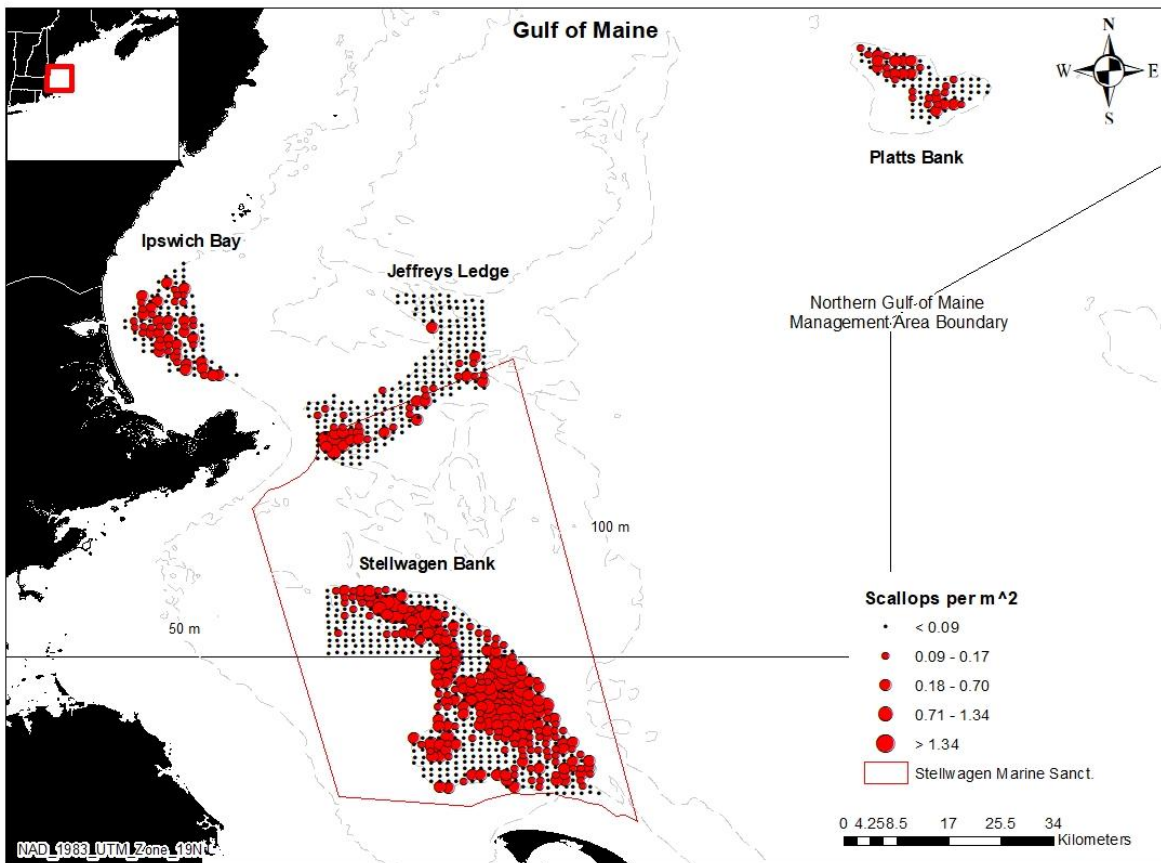 Gulf of Maine
N
W
E
S
Platts Bank
Ipswich Bay
Jeffreys Ledge
Northern Gulf of Maine
Management Area Boundary
100 m
Stellwagen Bank
50 m
Scallops per m^2
< 0.09
0.09 - 0.17
0.18 - 0.70
0.71 - 1.34
> 1.34
Stellwagen Marine Sanct.
0 4.258.5 17 25.5 34
Kilometers
NAD_1983_UTM_Zone_19N